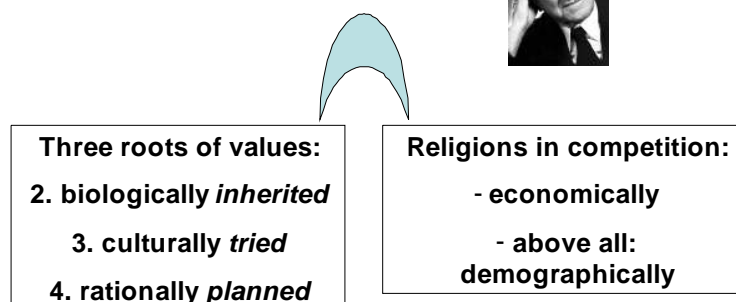 Three roots of values:
2. biologically inherited
3. culturally tried
4. rationally planned
Religions in competition:
- economically
- above all:
demographically